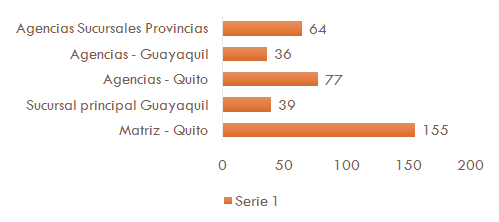 Agencias Sucursales Provincias 64
Agencias - Guayaquil 36
Agencias - Quito 77
Sucursal principal Guayaquil 39
Matriz - Quito 155
0 50 100 150 200
Serie 1